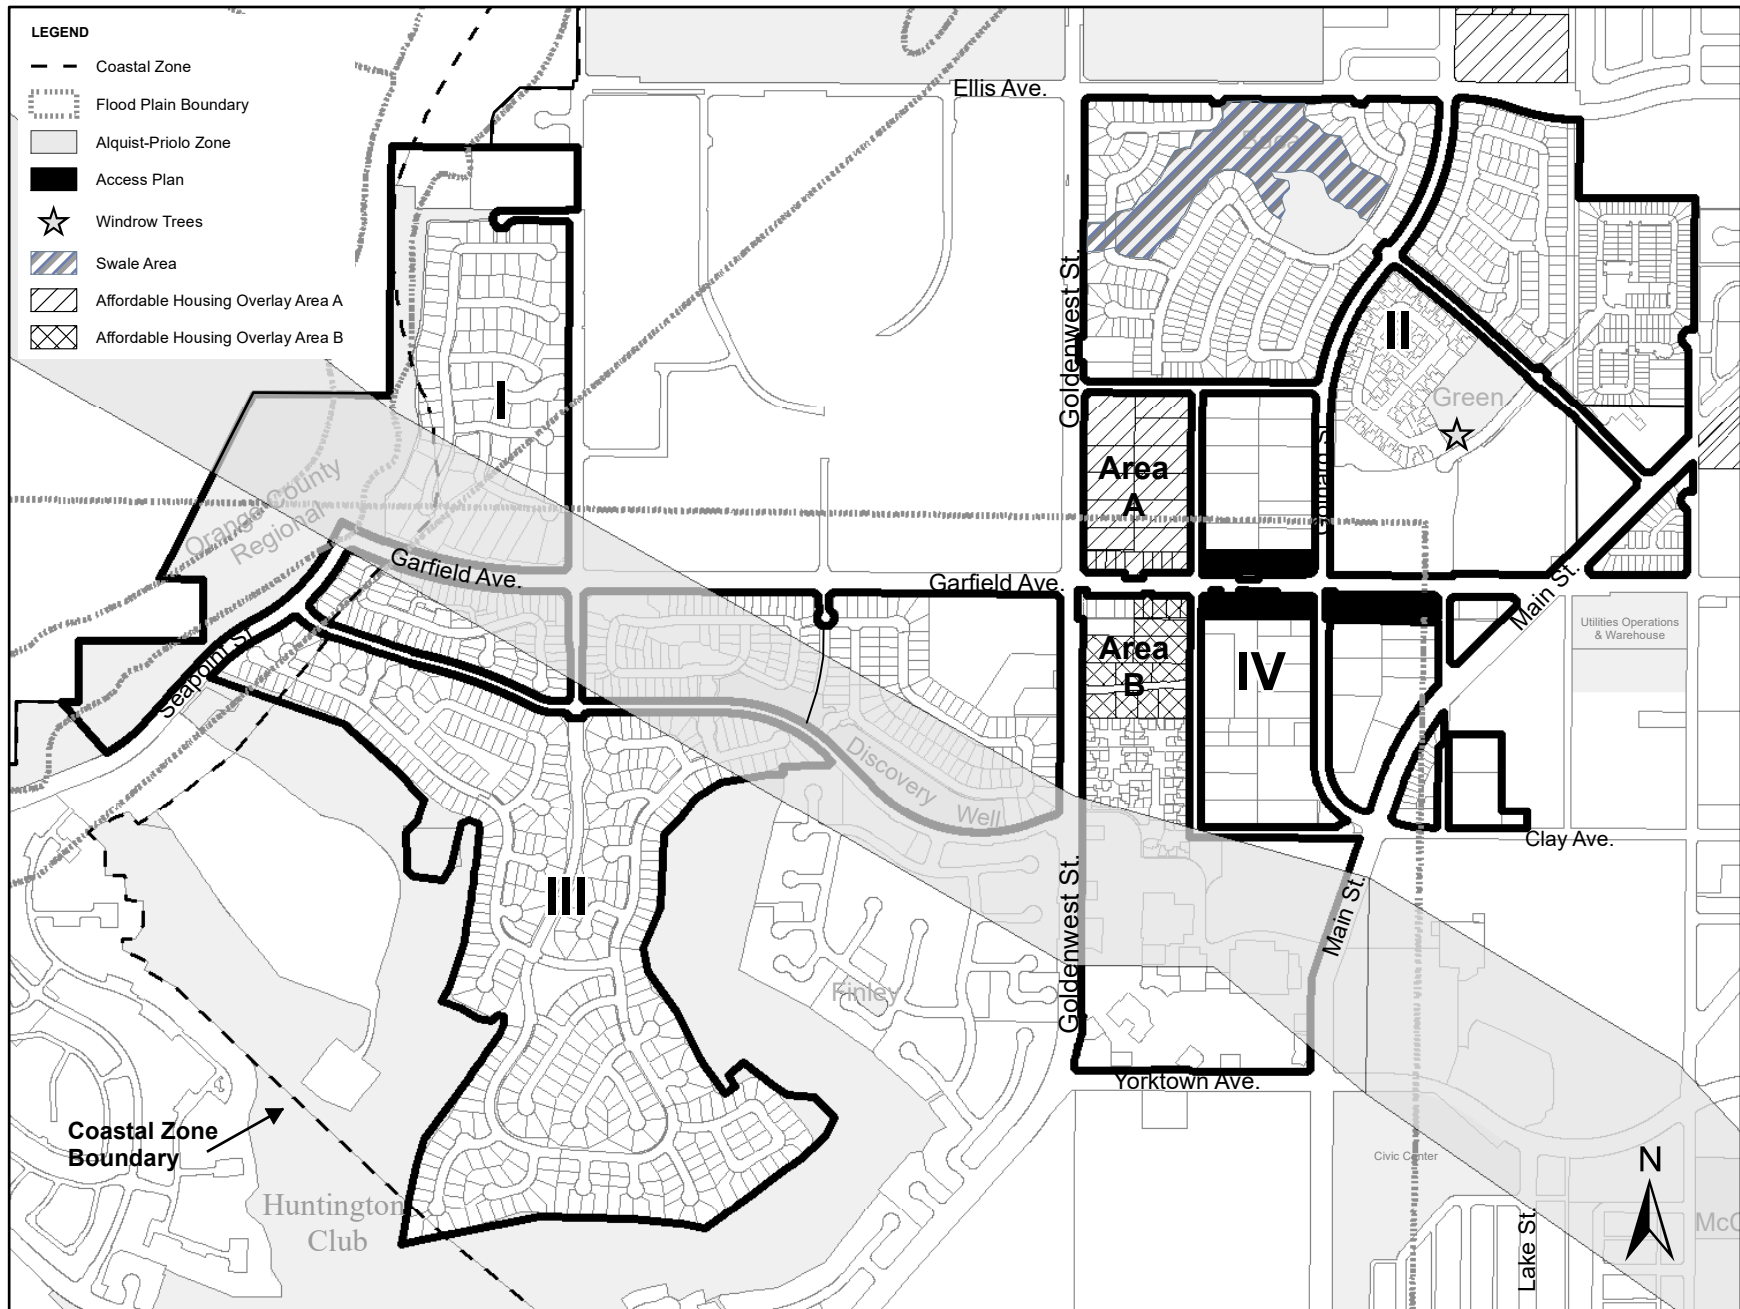 LEGEND
Coastal Zone
Flood Plain Boundary
Alquist-Priolo Zone
Access Plan
Windrow Trees
Swale Area
Affordable Housing Overlay Area A
Affordable Housing Overlay Area B
Ellis Ave.
Goldenwest St.
II
Green
I
Area
A
Orange County
Regional
Garfield Ave.
Garfield Ave.
Main St.
Utilities Operations
& Warehouse
Seapoint St.
Area
B
IV
Discovery
Well
Clay Ave.
III
Goldenwest St.
Main St.
Finley
Yorktown Ave.
Coastal Zone
Boundary
Civic Center
N
Huntington
Club
Lake St.